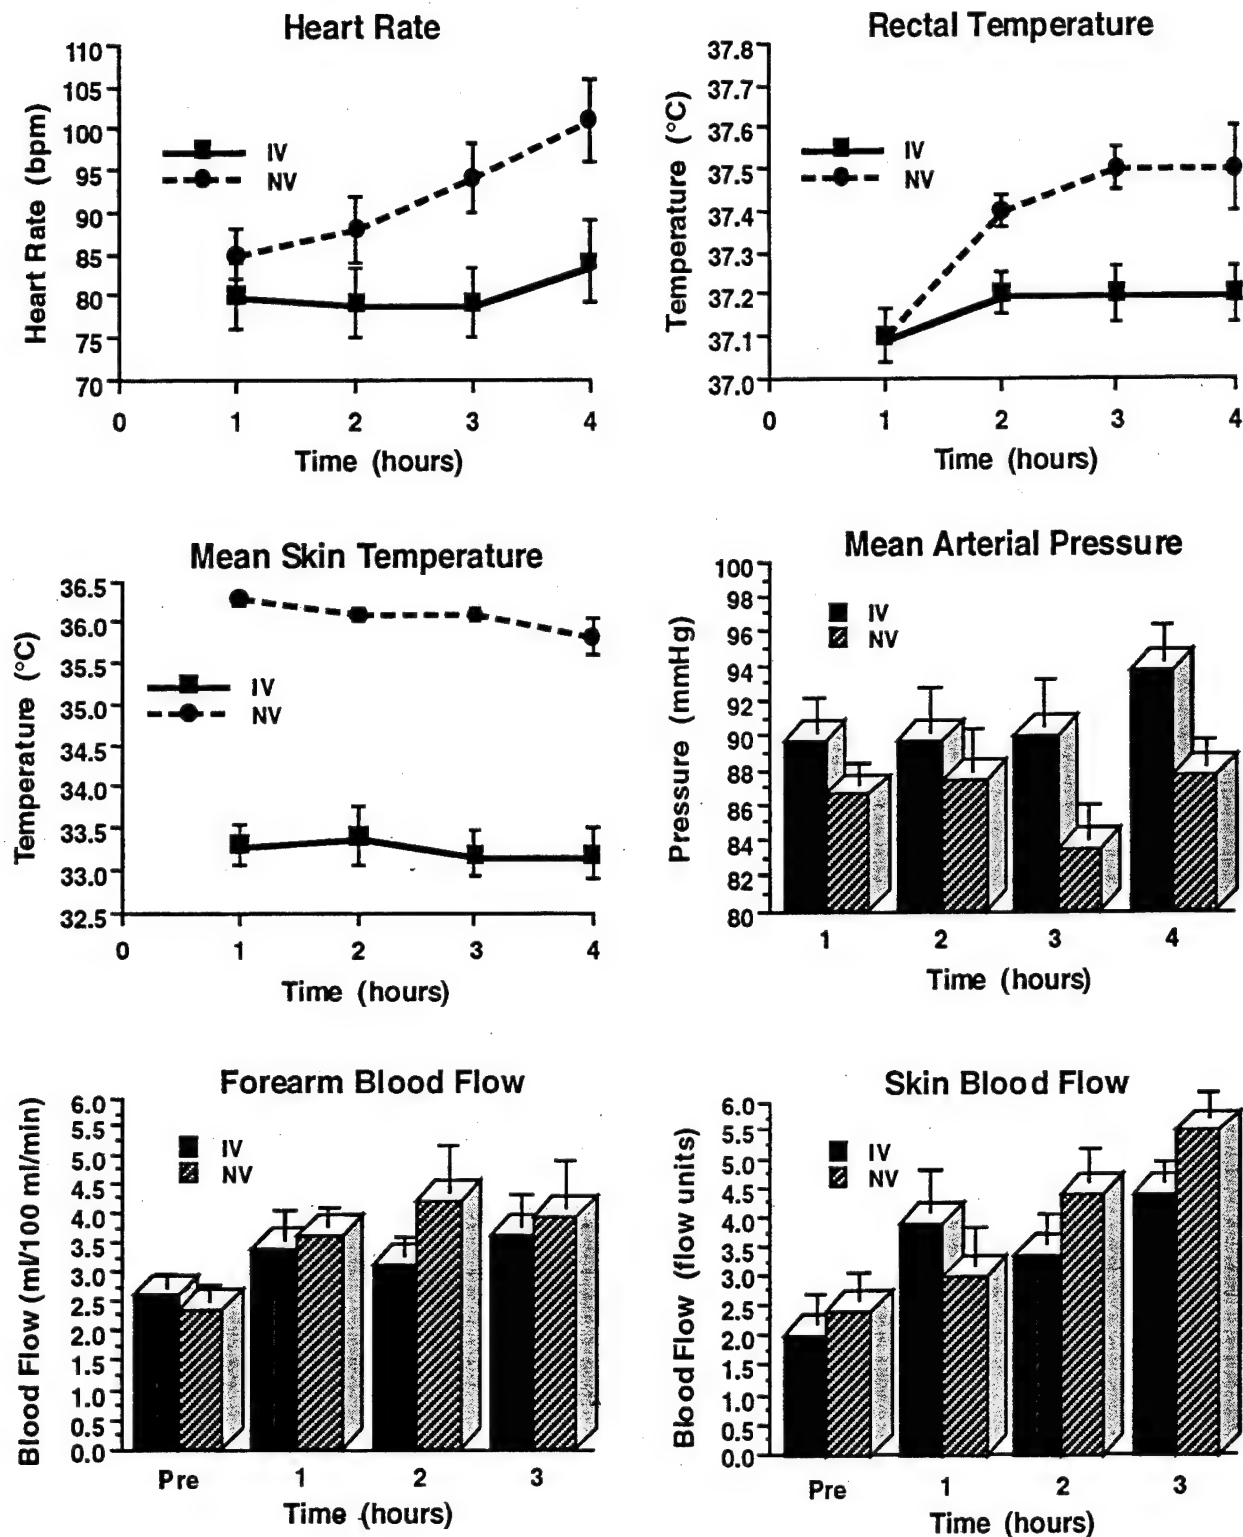 Heart Rate
110
105
100
95
90
85
80
75
70
Heart Rate (bpm)
IV
NV
0 1 2 3 4
Time (hours)
Rectal Temperature
37.8
37.7
37.6
37.5
37.4
37.3
37.2
37.1
37.0
Temperature (°C)
IV
NV
0 1 2 3 4
Time (hours)
Mean Skin Temperature
36.5
36.0
35.5
35.0
34.5
34.0
33.5
33.0
32.5
Temperature (°C)
IV
NV
0 1 2 3 4
Time (hours)
Mean Arterial Pressure
100
98
96
94
92
90
88
86
84
82
80
Pressure (mmHg)
IV
NV
1 2 3 4
Time (hours)
Forearm Blood Flow
6.0
5.5
5.0
4.5
4.0
3.5
3.0
2.5
2.0
1.5
1.0
0.5
0.0
Blood Flow (ml/100 ml/min)
IV
NV
Pre 1 2 3
Time (hours)
Skin Blood Flow
6.0
5.5
5.0
4.5
4.0
3.5
3.0
2.5
2.0
1.5
1.0
0.5
0.0
Blood Flow (flow units)
IV
NV
Pre 1 2 3
Time (hours)